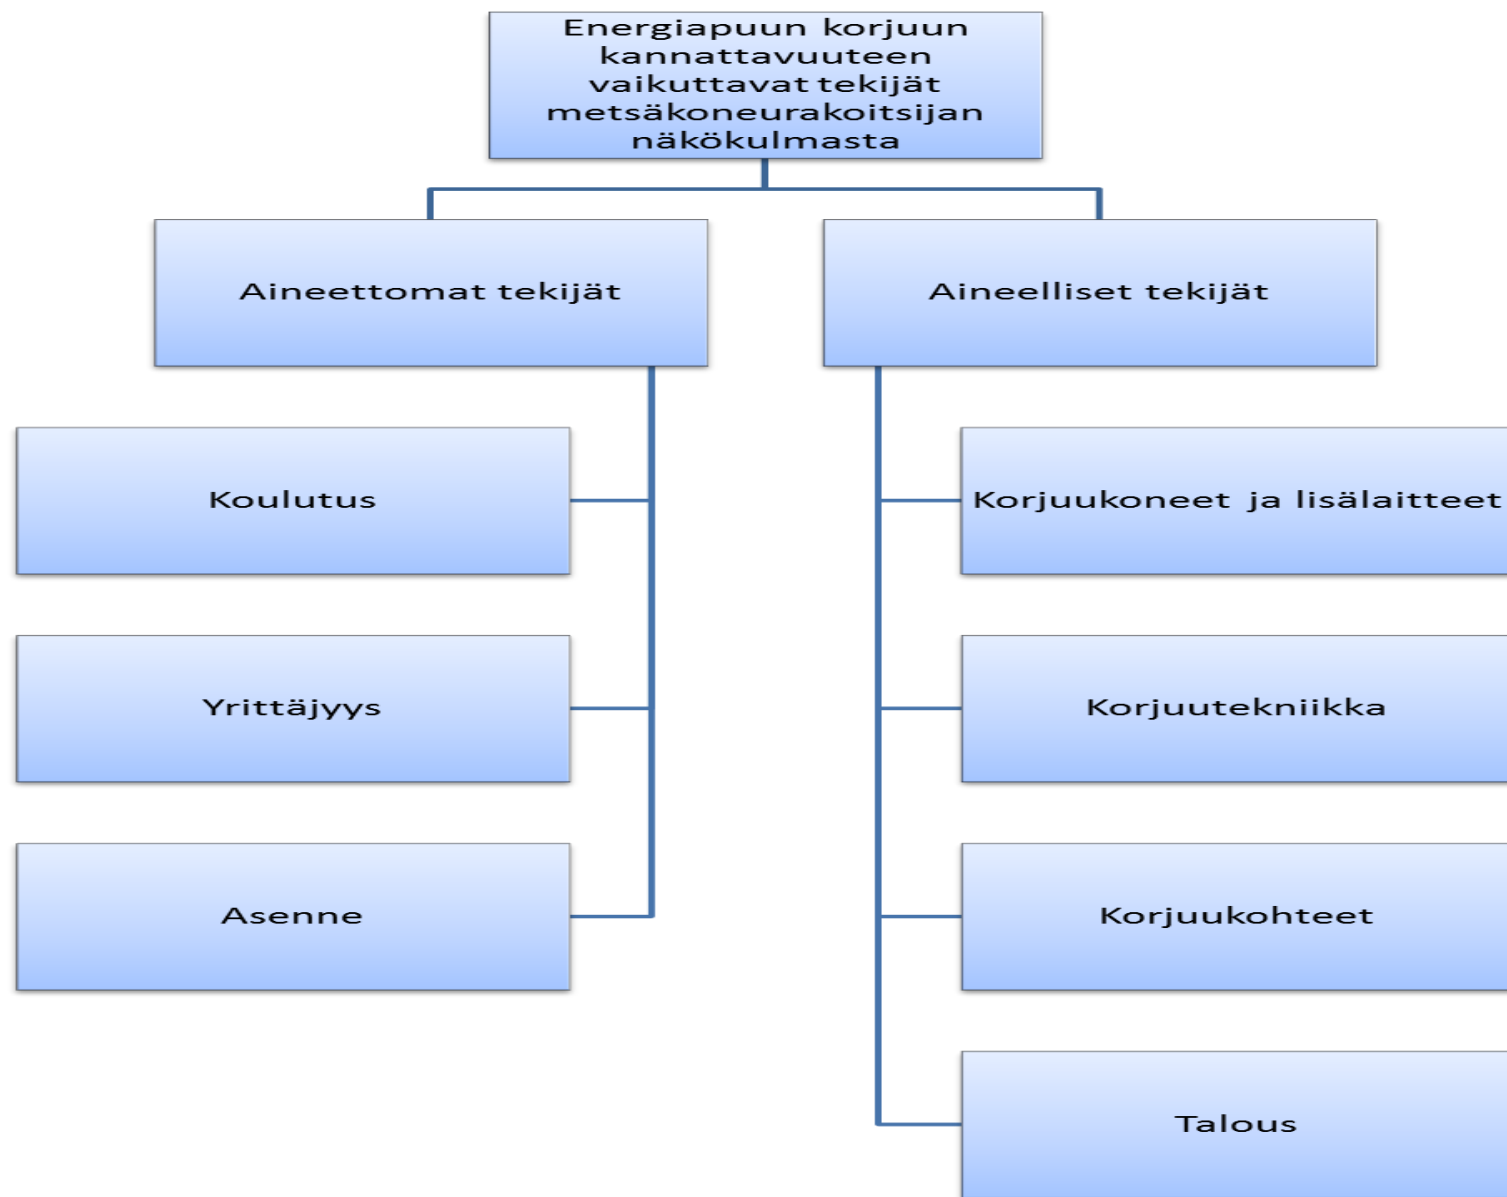 Energiapuun korjuun
kannattavuuteen
vaikuttavat tekijät
metsäkoneurakoitsijan
näkökulmasta
Aineettomat tekijät
Koulutus
Yrittäjyys
Asenne
Aineelliset tekijät
Korjuukoneet ja lisälaitteet
Korjuutekniikka
Korjuukohteet
Talous